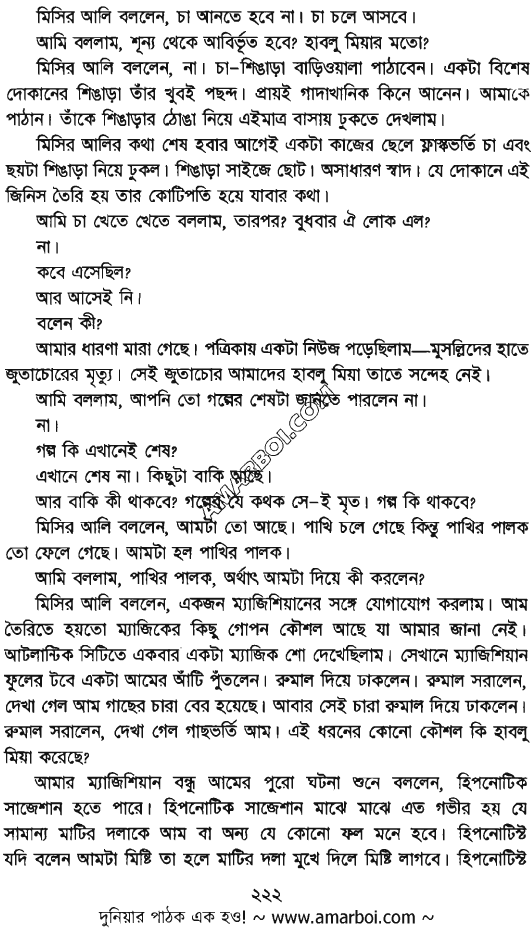 মিসির আলি বললেন, চা আনতে হবে না। চা চলে আসবে।
আমি বললাম, শূন্য থেকে আবির্ভূত হবে? হাবলু মিয়ার মতো?
মিসির আলি বললেন, না। চা-শিঙাড়া বাড়িওয়ালা পাঠাবেন। একটা বিশেষ
দোকানের শিঙাড়া তাঁর খুবই পছন্দ। প্রায়ই গাদাখানিক কিনে আনেন। আমাকে
পাঠান। তাঁকে শিঙাড়ার ঠোঙা নিয়ে এইমাত্র বাসায় ঢুকতে দেখলাম।
মিসির আলির কথা শেষ হবার আগেই একটা কাজের ছেলে ফ্লাস্কভর্তি চা এবং
ছয়টা শিঙাড়া নিয়ে ঢুকল। শিঙাড়া সাইজে ছোট। অসাধারণ স্বাদ। যে দোকানে এই
জিনিস তৈরি হয় তার কোটিপতি হয়ে যাবার কথা।
আমি চা খেতে খেতে বললাম, তারপর? বুধবার ঐ লোক এল?
না।
কবে এসেছিল?
আর আসেই নি।
বলেন কী?
আমার ধারণা মারা গেছে। পত্রিকায় একটা নিউজ পড়েছিলাম—মুসল্লিদের হাতে
জুতাচোরের মৃত্যু। সেই জুতাচোর আমাদের হাবলু মিয়া তাতে সন্দেহ নেই।
আমি বললাম, আপনি তো গল্পের শেষটা জানতে পারলেন না।
না।
গল্প কি এখানেই শেষ?
এখানে শেষ না। কিছুটা বাকি আছে।
আর বাকি কী থাকবে? গল্পের যে কথক সে-ই মৃত। গল্প কি থাকবে?
মিসির আলি বললেন, আমটা তো আছে। পাখি চলে গেছে কিন্তু পাখির পালক
তো ফেলে গেছে। আমটা হল পাখির পালক।
আমি বললাম, পাখির পালক, অর্থাৎ আমটা দিয়ে কী করলেন?
মিসির আলি বললেন, একজন ম্যাজিশিয়ানের সঙ্গে যোগাযোগ করলাম। আম
তৈরিতে হয়তো ম্যাজিকের কিছু গোপন কৌশল আছে যা আমার জানা নেই।
আটলান্টিক সিটিতে একবার একটা ম্যাজিক শো দেখেছিলাম। সেখানে ম্যাজিশিয়ান
ফুলের টবে একটা আমের আঁটি পুঁতলেন। রুমাল দিয়ে ঢাকলেন। রুমাল সরালেন,
দেখা গেল আম গাছের চারা বের হয়েছে। আবার সেই চারা রুমাল দিয়ে ঢাকলেন।
রুমাল সরালেন, দেখা গেল গাছভর্তি আম। এই ধরনের কোনো কৌশল কি হাবলু
মিয়া করেছে?
আমার ম্যাজিশিয়ান বন্ধু আমের পুরো ঘটনা শুনে বললেন, হিপনোটিক
সাজেশান হতে পারে। হিপনোটিক সাজেশান মাঝে মাঝে এত গভীর হয় যে
সামান্য মাটির দলাকে আম বা অন্য যে কোনো ফল মনে হবে। হিপনোটিস্ট
যদি বলেন আমটা মিষ্টি তা হলে মাটির দলা মুখে দিলে মিষ্টি লাগবে। হিপনোটিস্ট
২২২
দুনিয়ার পাঠক এক হও! ~ www.amarboi.com ~
AMARBOI.COM